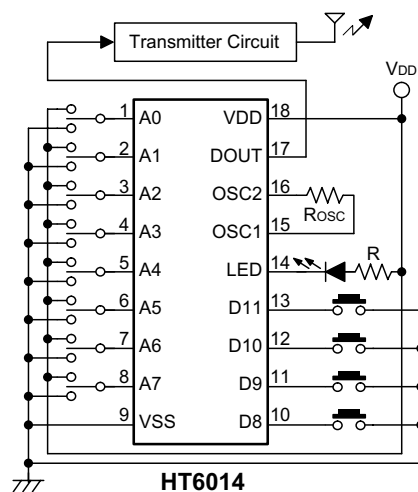 Transmitter Circuit
VDD
1 A0 VDD 18
2 A1 DOUT 17
3 A2 OSC2 16
ROSC
4 A3 OSC1 15
5 A4 LED 14 R
6 A5 D11 13
7 A6 D10 12
8 A7 D9 11
9 VSS D8 10
HT6014